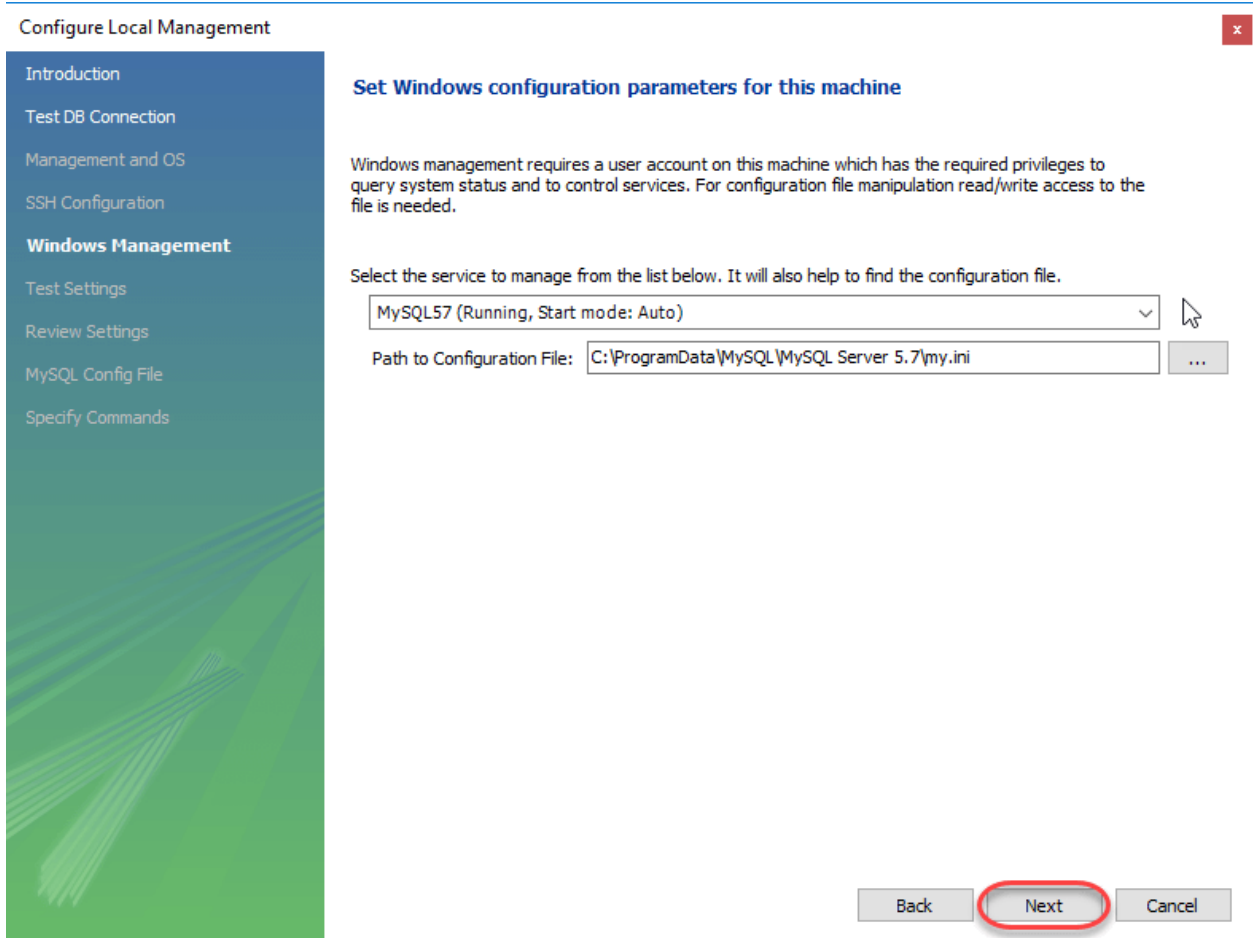 Configure Local Management
x
Introduction
Test DB Connection
Management and OS
SSH Configuration
Windows Management
Test Settings
Review Settings
MySQL Config File
Specify Commands
Set Windows configuration parameters for this machine
Windows management requires a user account on this machine which has the required privileges to
query system status and to control services. For configuration file manipulation read/write access to the
file is needed.
Select the service to manage from the list below. It will also help to find the configuration file.
MySQL57 (Running, Start mode: Auto)
Path to Configuration File: C:\ProgramData\MySQL\MySQL Server 5.7\my.ini ...
Back Next Cancel